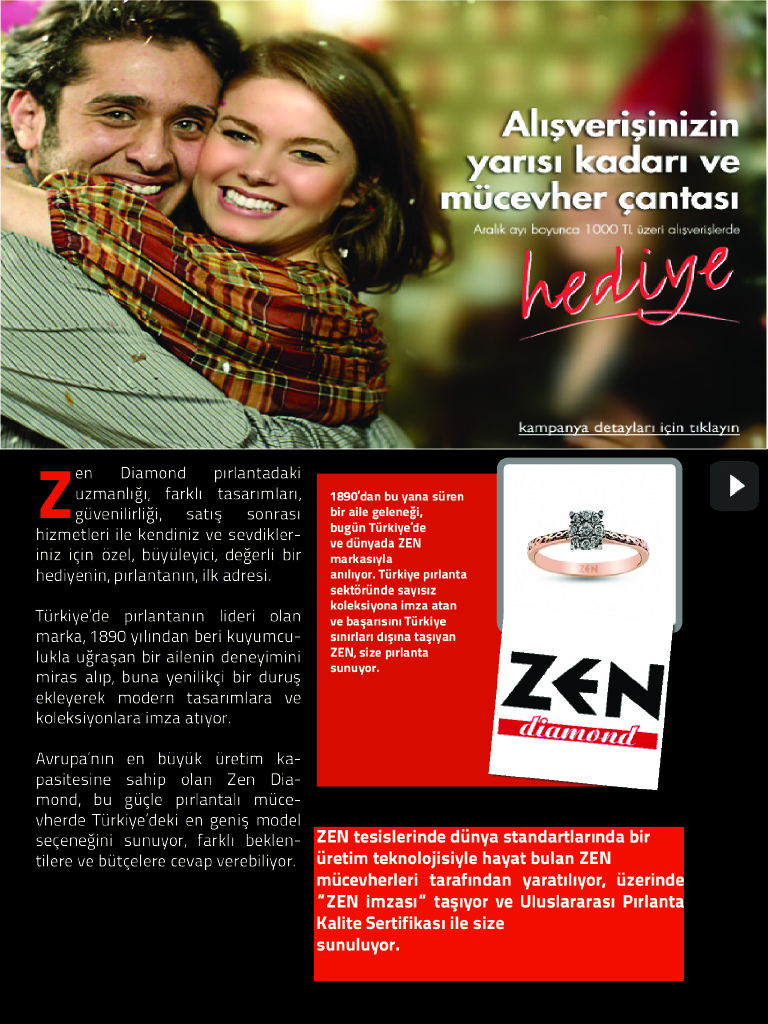 Alışverişinizin
yarısı kadarı ve
mücevher çantası
Aralık ayı boyunca 1000 TL üzeri alışverişlerde
hediye
kampanya detayları için tıklayın
Zen Diamond pırlantadaki
uzmanlığı, farklı tasarımları,
güvenilirliği, satış sonrası
hizmetleri ile kendiniz ve sevdikler-
iniz için özel, büyüleyici, değerli bir
hediyenin, pırlantanın, ilk adresi.
Türkiye’de pırlantanın lideri olan
marka, 1890 yılından beri kuyumcu-
lukla uğraşan bir ailenin deneyimini
miras alıp, buna yenilikçi bir duruş
ekleyerek modern tasarımlara ve
koleksiyonlara imza atıyor.
Avrupa’nın en büyük üretim ka-
pasitesine sahip olan Zen Dia-
mond, bu güçle pırlantalı müce-
vherde Türkiye’deki en geniş model
seçeneğini sunuyor, farklı beklen-
tilere ve bütçelere cevap verebiliyor.
1890’dan bu yana süren
bir aile geleneği,
bugün Türkiye’de
ve dünyada ZEN
markasıyla
anılıyor. Türkiye pırlanta
sektöründe sayısız
koleksiyona imza atan
ve başarısını Türkiye
sınırları dışına taşıyan
ZEN, size pırlanta
sunuyor.
ZEN
ZEN
diamond
ZEN tesislerinde dünya standartlarında bir
üretim teknolojisiyle hayat bulan ZEN
mücevherleri tarafından yaratılıyor, üzerinde
“ZEN imzası“ taşıyor ve Uluslararası Pırlanta
Kalite Sertifikası ile size
sunuluyor.